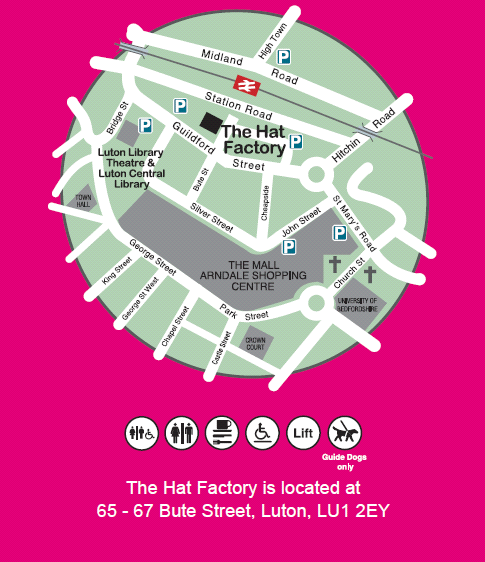 High Town
P
Midland Road
Station Road
Bridge St
P
P
Guildford Street
The Hat
Factory
P
Hitchin Road
Luton Library
Theatre &
Luton Central
Library
Bute St
Cheapside
TOWN
HALL
Silver Street
John Street
St Mary's Road
P
P
George Street
THE MALL
ARNDALE SHOPPING
CENTRE
King Street
George St West
Church St
UNIVERSITY OF
BEDFORDSHIRE
Chapel Street
Park Street
Castle Street
CROWN
COURT
Lift
Guide Dogs
only
The Hat Factory is located at
65 - 67 Bute Street, Luton, LU1 2EY